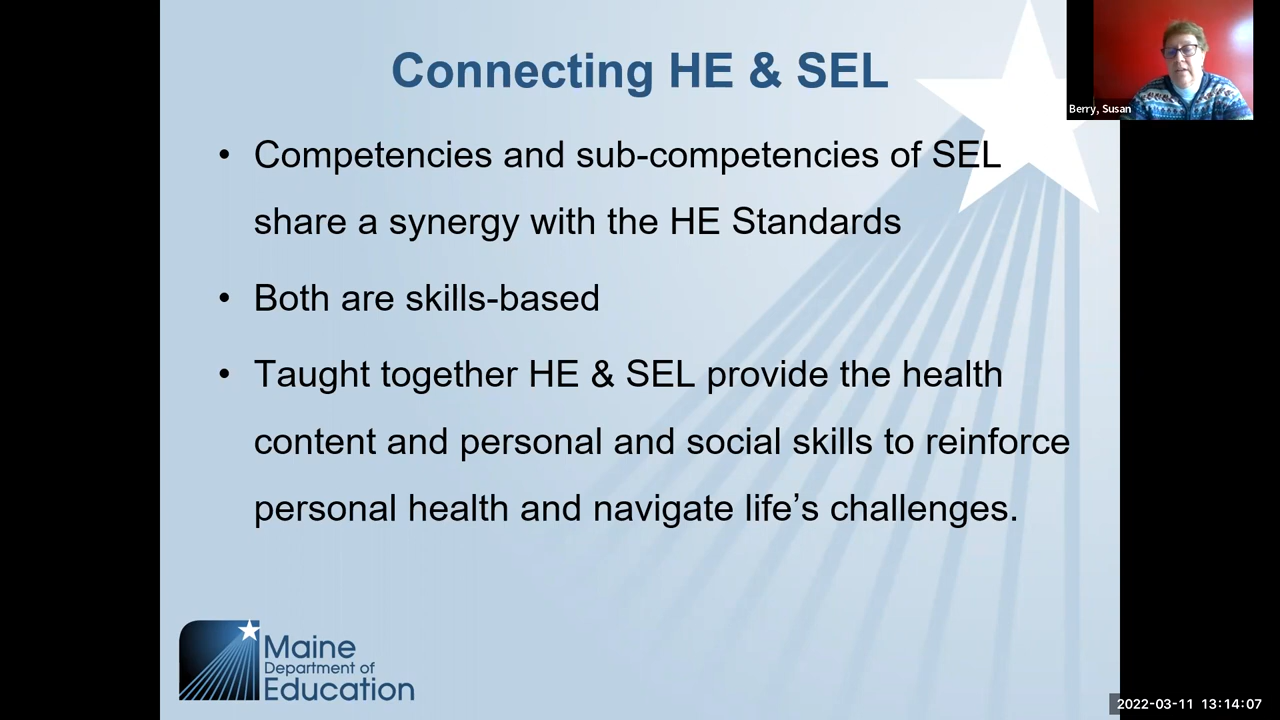 Connecting HE & SEL
Berry, Susan
• Competencies and sub-competencies of SEL
share a synergy with the HE Standards
• Both are skills-based
• Taught together HE & SEL provide the health
content and personal and social skills to reinforce
personal health and navigate life’s challenges.
Maine
Department of
Education
2022-03-11 13:14:07